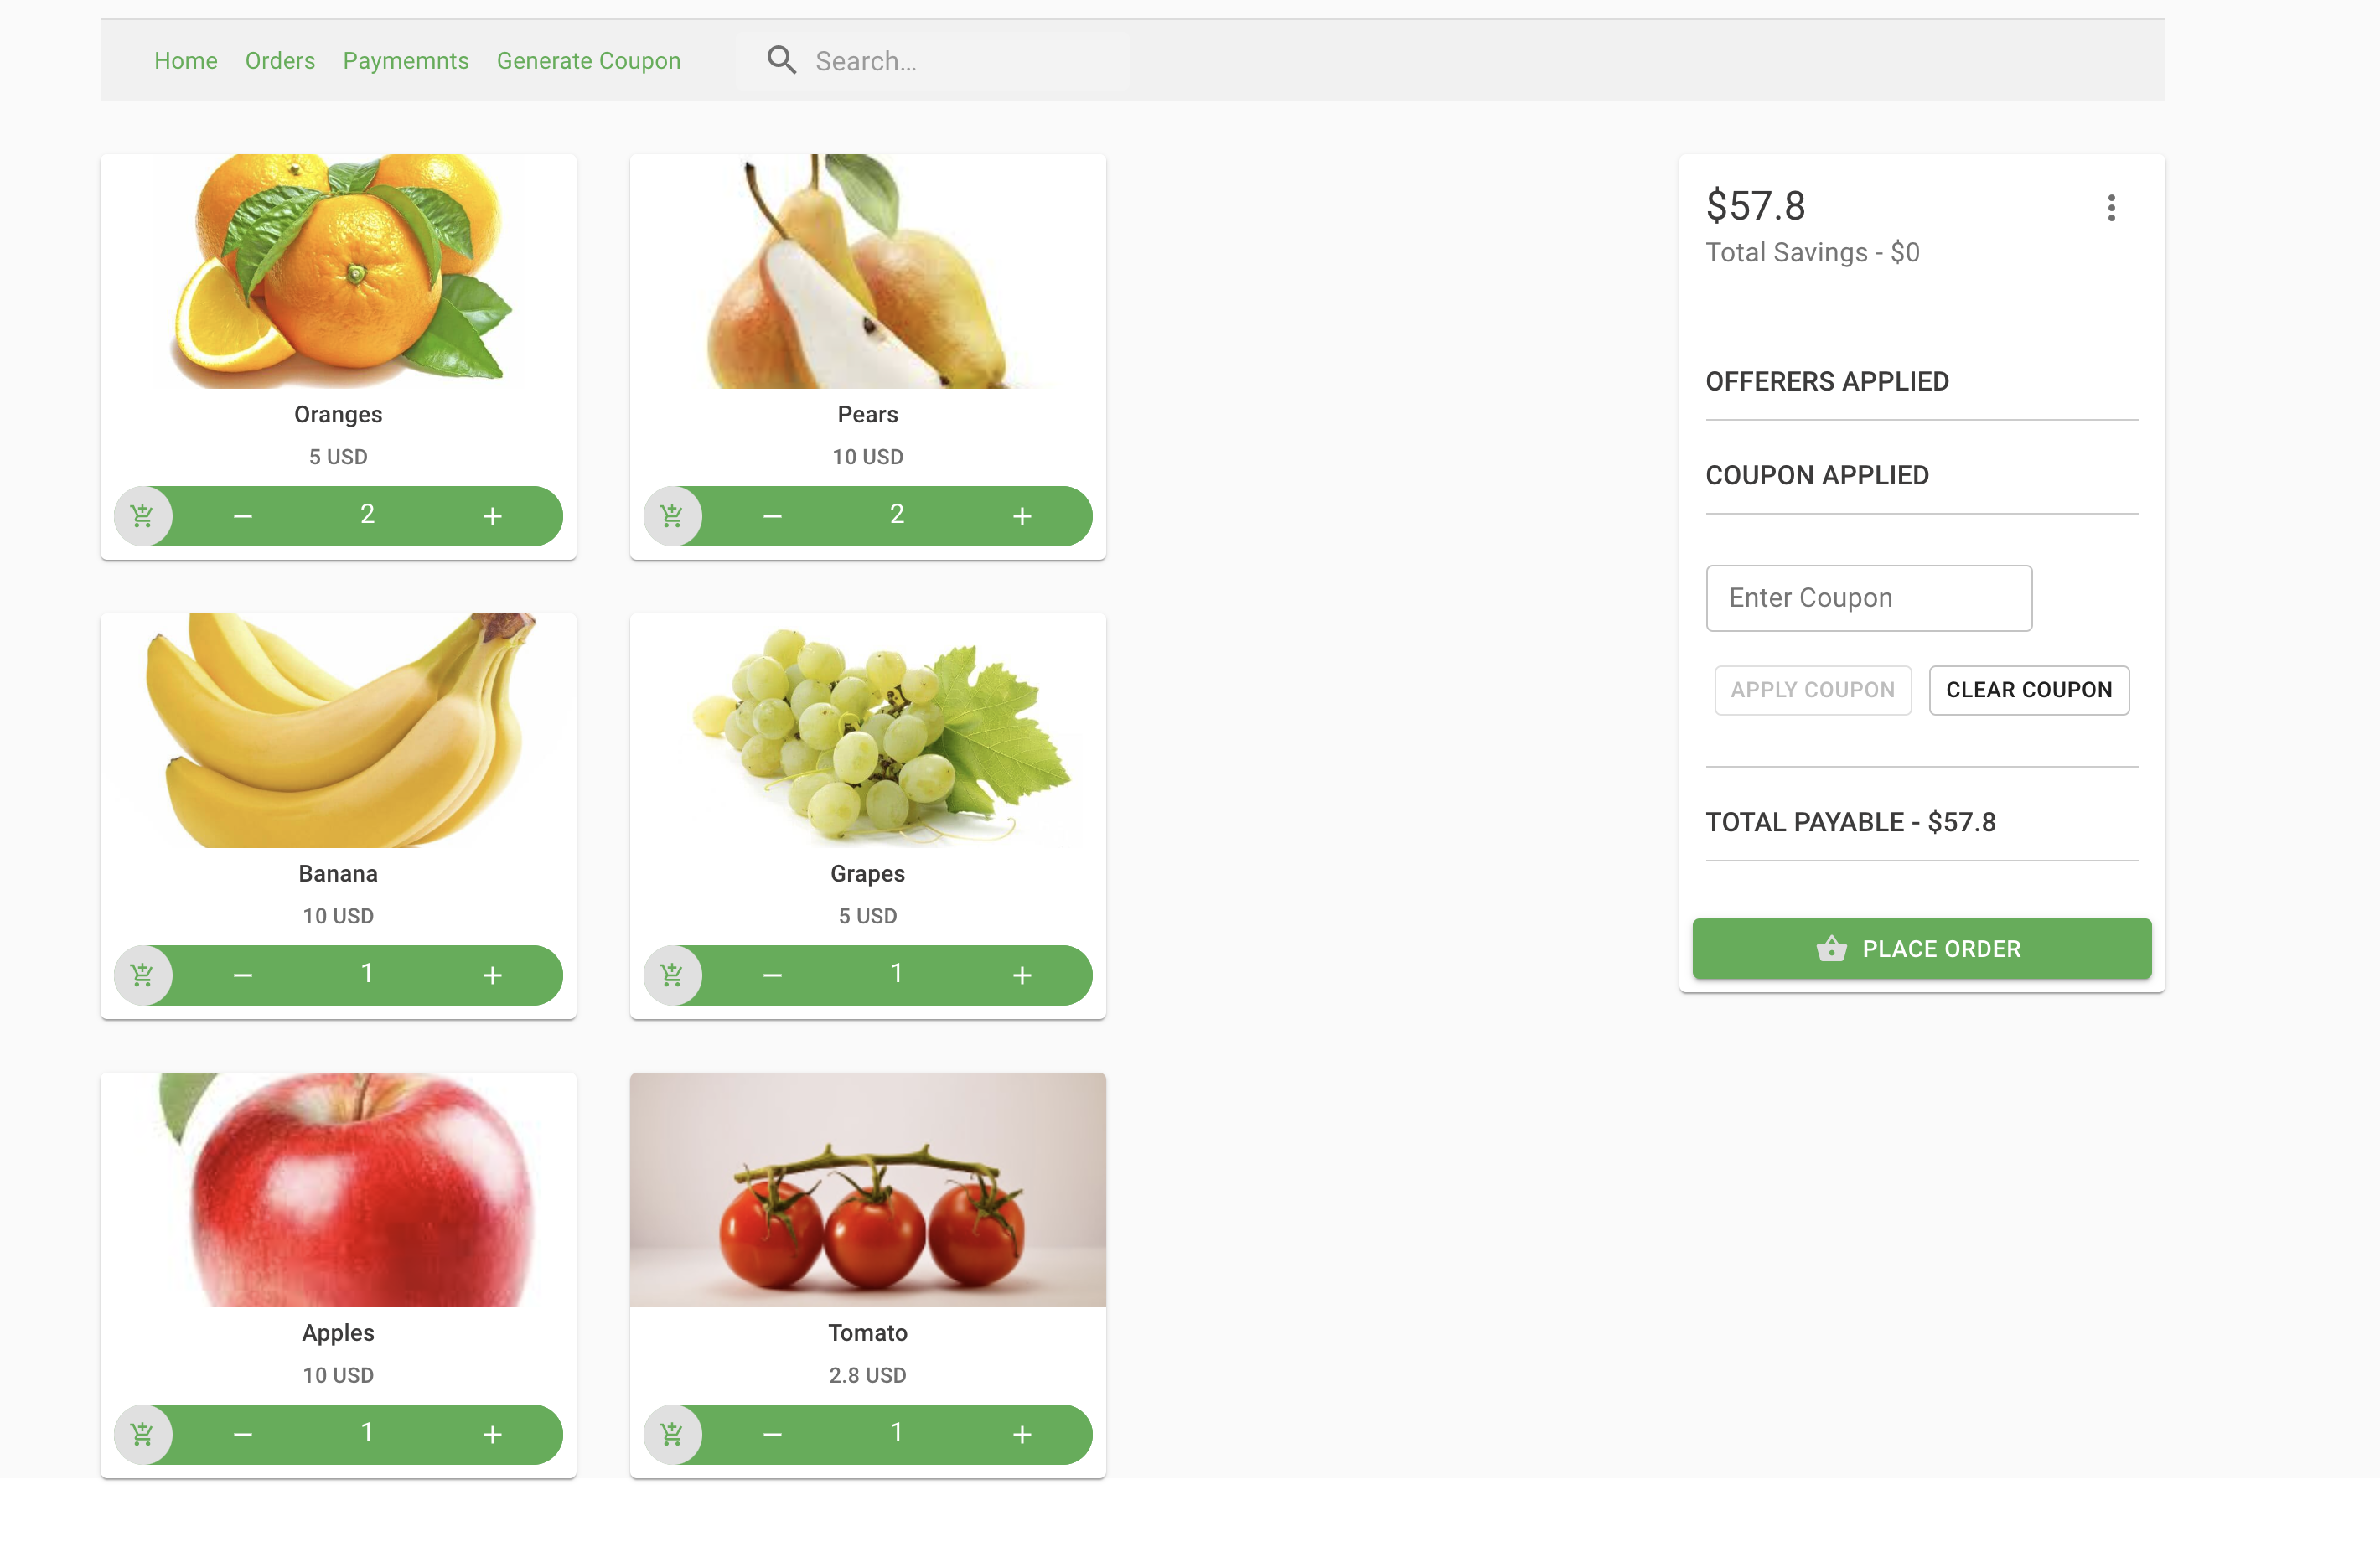 Home Orders Paymemnts Generate Coupon Search...
Oranges
5 USD
2
Pears
10 USD
2
Banana
10 USD
1
Grapes
5 USD
1
Apples
10 USD
1
Tomato
2.8 USD
1
$57.8
Total Savings - $0
OFFERERS APPLIED
COUPON APPLIED
Enter Coupon
APPLY COUPON CLEAR COUPON
TOTAL PAYABLE - $57.8
PLACE ORDER